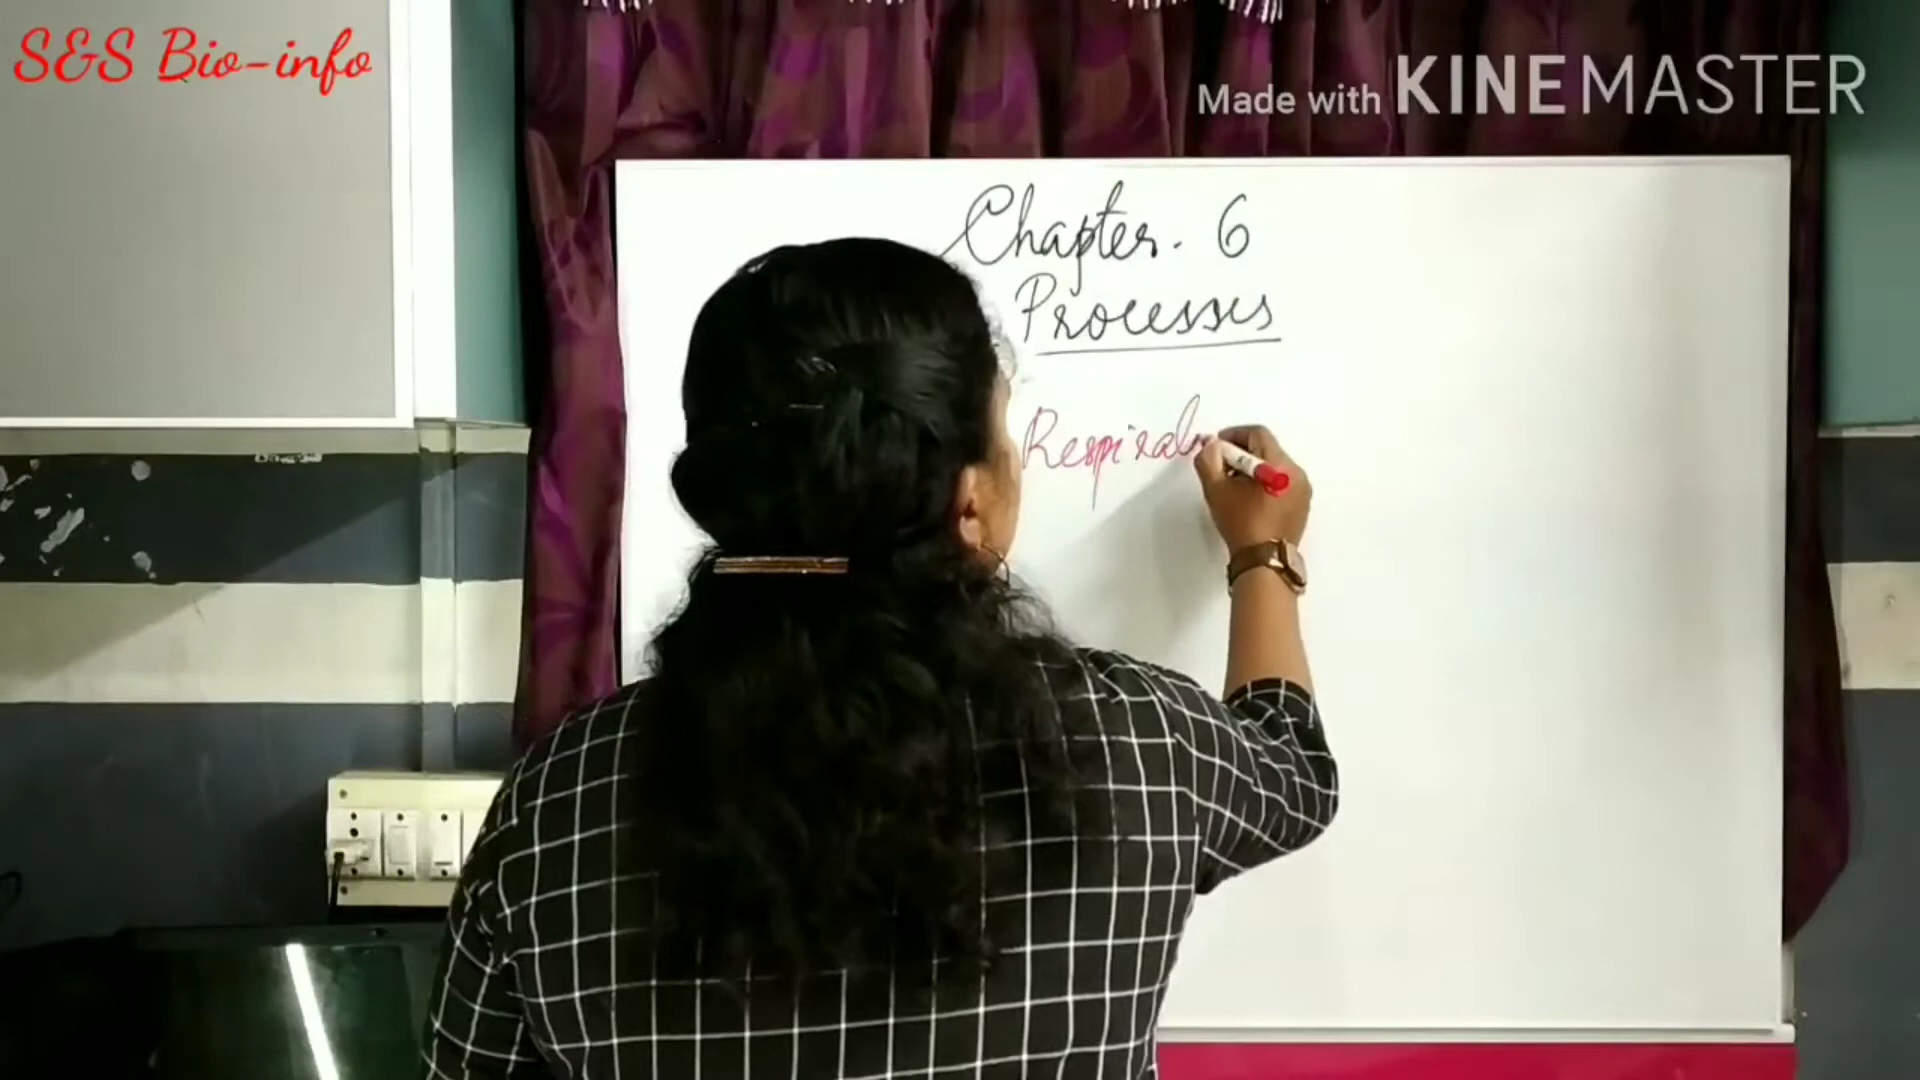 S&S Bio-info
Made with KINEMASTER
Chapter. 6
Processes